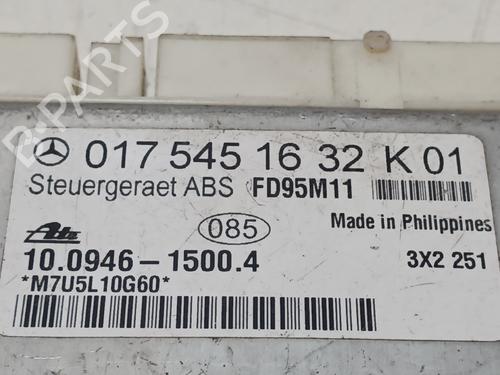 017 545 16 32 K 01
Steuergeraet ABS FD95M11
085
Made in Philippines
Ate
10.0946-1500.4
3X2 251
*M7U5L10G60*
B-PARTS